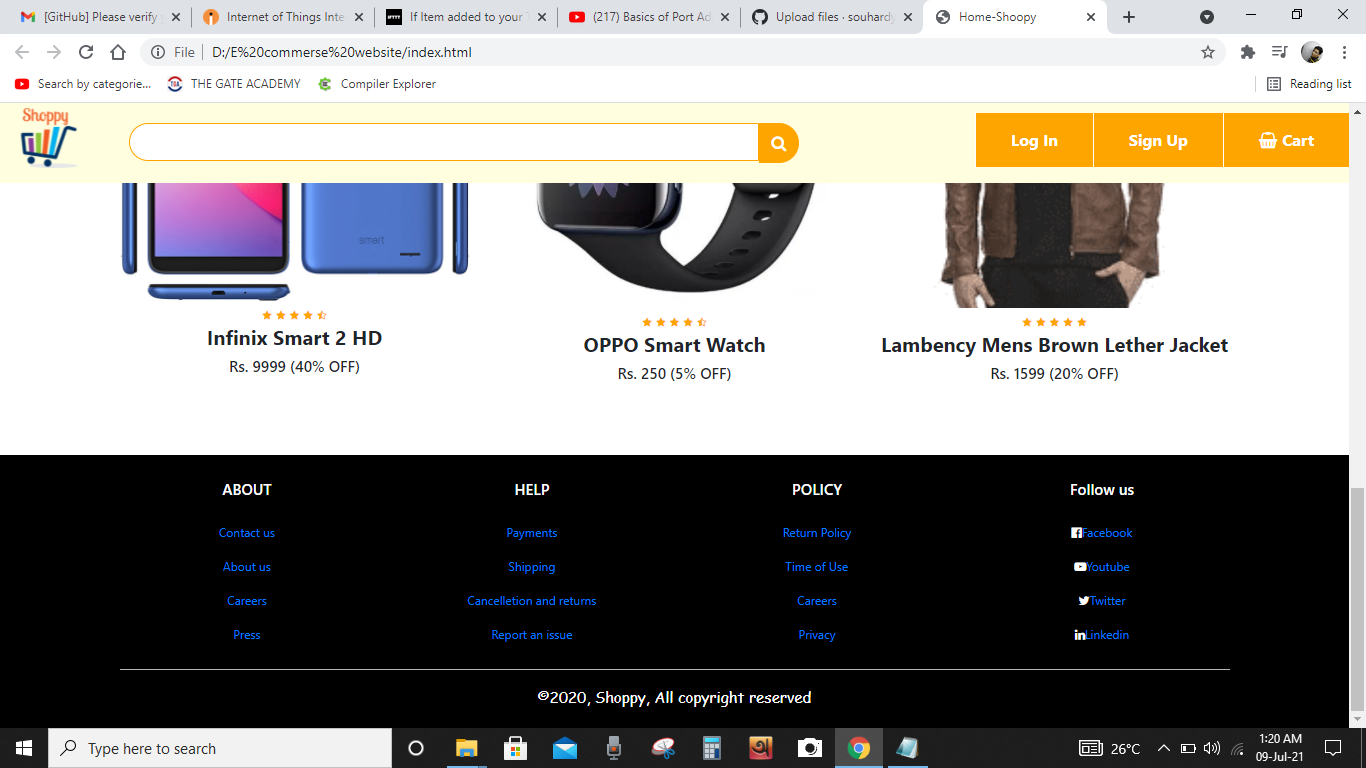 [GitHub] Please verify
Internet of Things Inte
IFTTT
If Item added to your
(217) Basics of Port Ad
Upload files · souhardy
Home-Shoopy
File
D:/E%20commerse%20website/index.html
Search by categorie...
THE GATE ACADEMY
Compiler Explorer
Reading list
Shoppy
Log In
Sign Up
Cart
smart
Infinix Smart 2 HD
Rs. 9999 (40% OFF)
OPPO Smart Watch
Rs. 250 (5% OFF)
Lambency Mens Brown Lether Jacket
Rs. 1599 (20% OFF)
ABOUT
Contact us
About us
Careers
Press
HELP
Payments
Shipping
Cancelletion and returns
Report an issue
POLICY
Return Policy
Time of Use
Careers
Privacy
Follow us
Facebook
Youtube
Twitter
Linkedin
©2020, Shoppy, All copyright reserved
Type here to search
26°C
1:20 AM
09-Jul-21